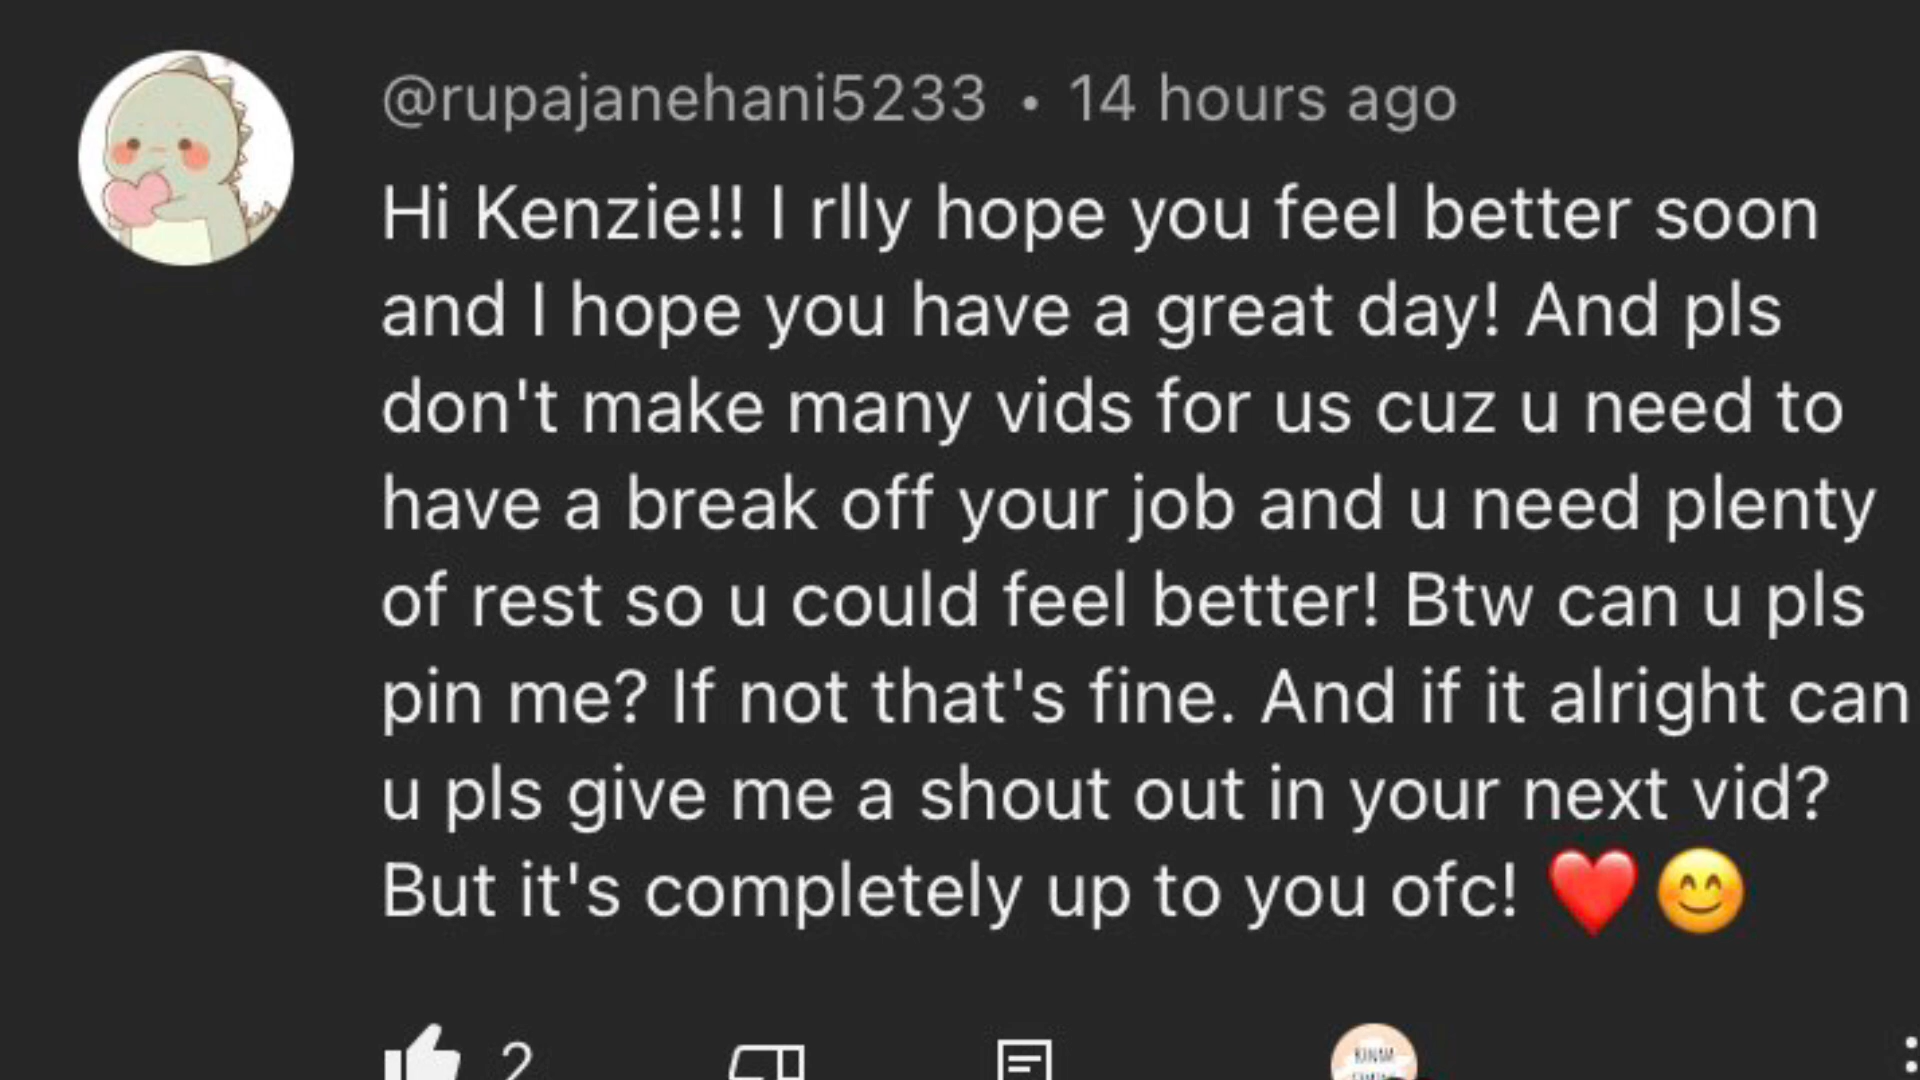 @rupajanehani5233 • 14 hours ago
Hi Kenzie!! I rlly hope you feel better soon
and I hope you have a great day! And pls
don't make many vids for us cuz u need to
have a break off your job and u need plenty
of rest so u could feel better! Btw can u pls
pin me? If not that's fine. And if it alright can
u pls give me a shout out in your next vid?
But it's completely up to you ofc! ❤️😊
2